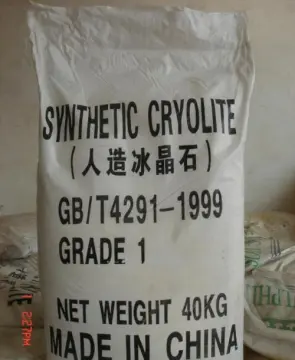 SYNTHETIC CRYOLITE
(人造冰晶石)
GB/T4291-1999
GRADE 1
NET WEIGHT 40KG
MADE IN CHINA